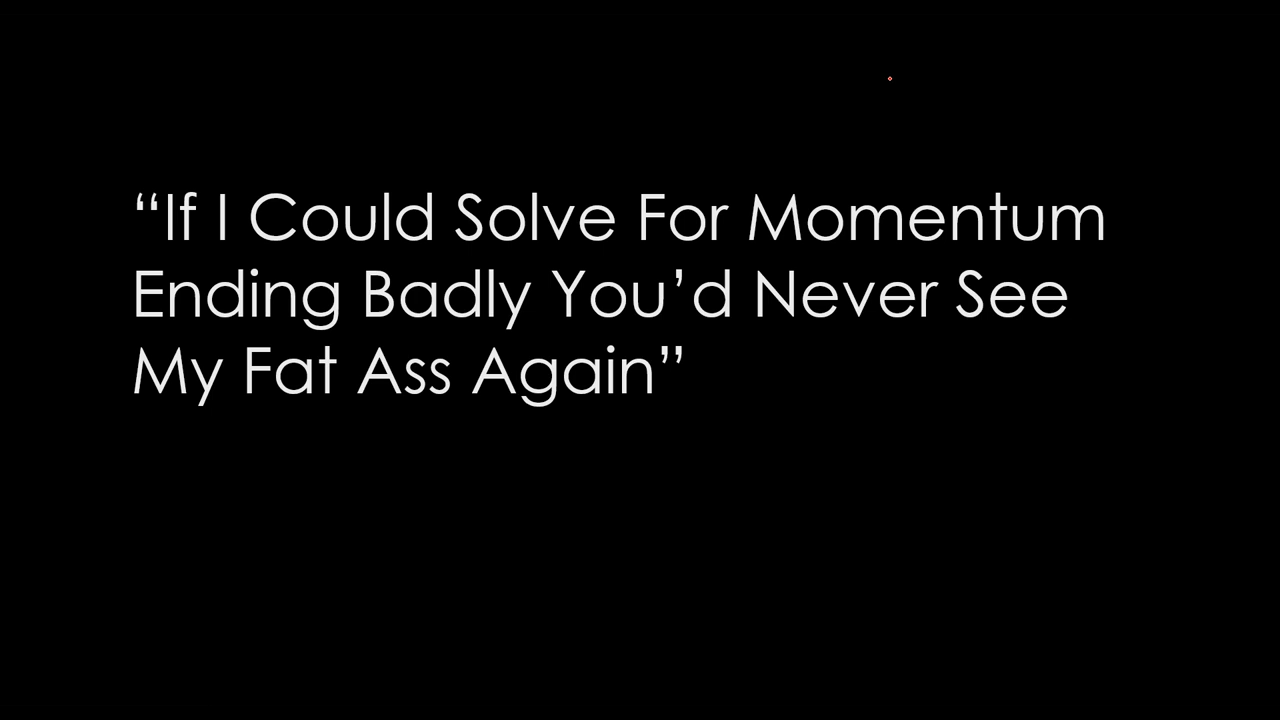 “If I Could Solve For Momentum
Ending Badly You’d Never See
My Fat Ass Again”